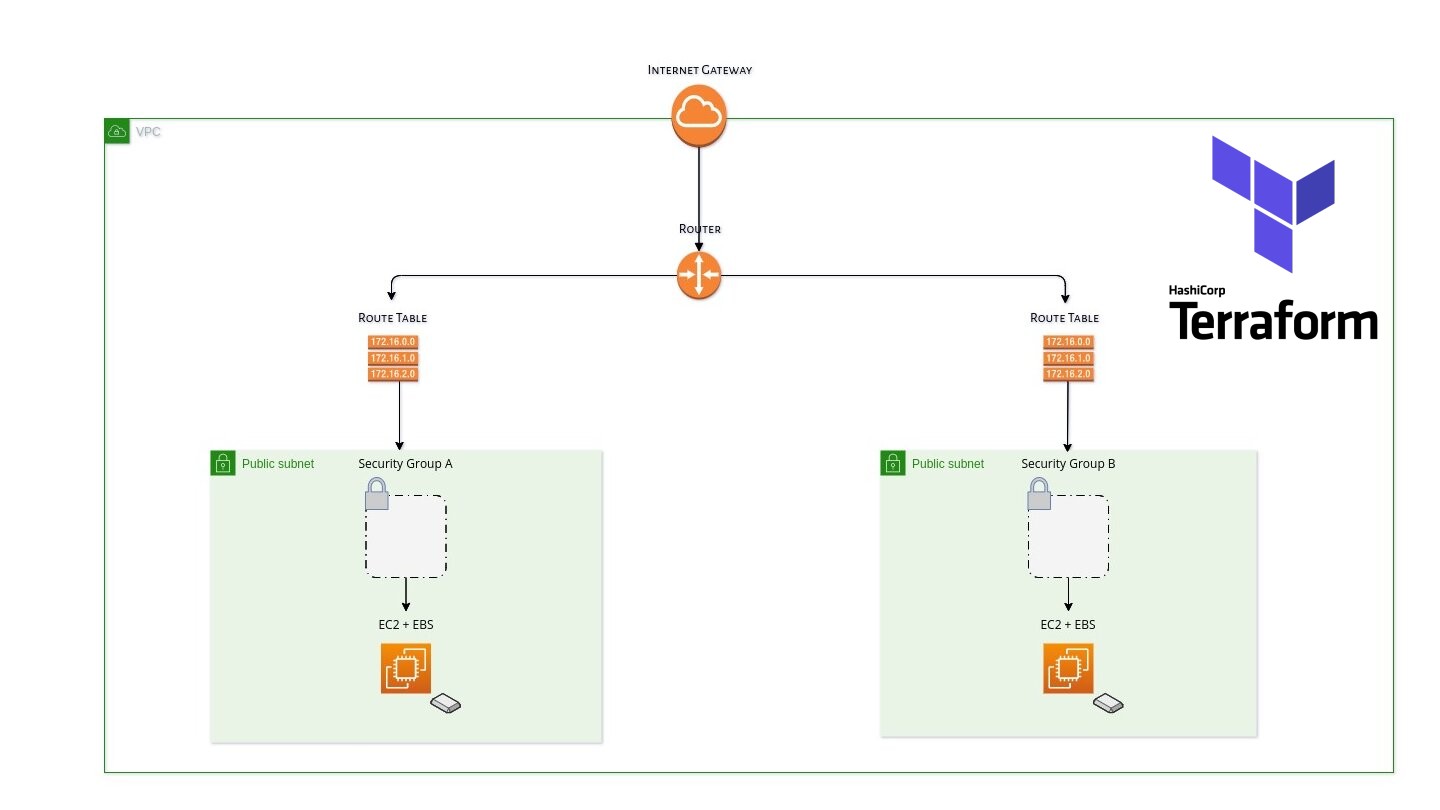 Internet Gateway
VPC
Router
HashiCorp
Terraform
Route Table
172.16.0.0
172.16.1.0
172.16.2.0
Route Table
172.16.0.0
172.16.1.0
172.16.2.0
Public subnet
Security Group A
EC2 + EBS
Public subnet
Security Group B
EC2 + EBS